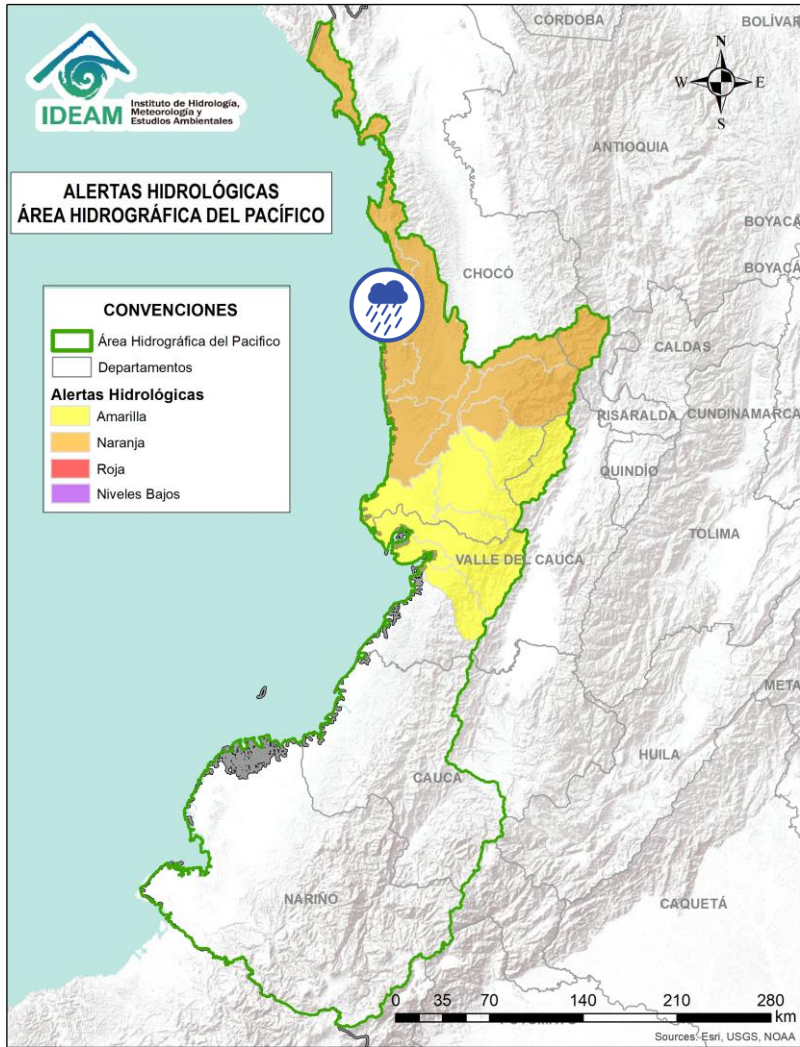 CÓRDOBA
BOLÍVAR
N
W
E
S
IDEAM
Instituto de Hidrología,
Meteorología y
Estudios Ambientales
ANTIOQUIA
ALERTAS HIDROLÓGICAS
ÁREA HIDROGRÁFICA DEL PACÍFICO
BOYACÁ
BOYACÁ
CHOCÓ
CONVENCIONES
Área Hidrográfica del Pacifico
Departamentos
Alertas Hidrológicas
Amarilla
Naranja
Roja
Niveles Bajos
CALDAS
RISARALDA
CUNDINAMARCA
QUINDÍO
TOLIMA
VALLE DEL CAUCA
META
HUILA
CAUCA
NARIÑO
CAQUETÁ
0 35 70 140 210 280
km
Sources: Esri, USGS, NOAA